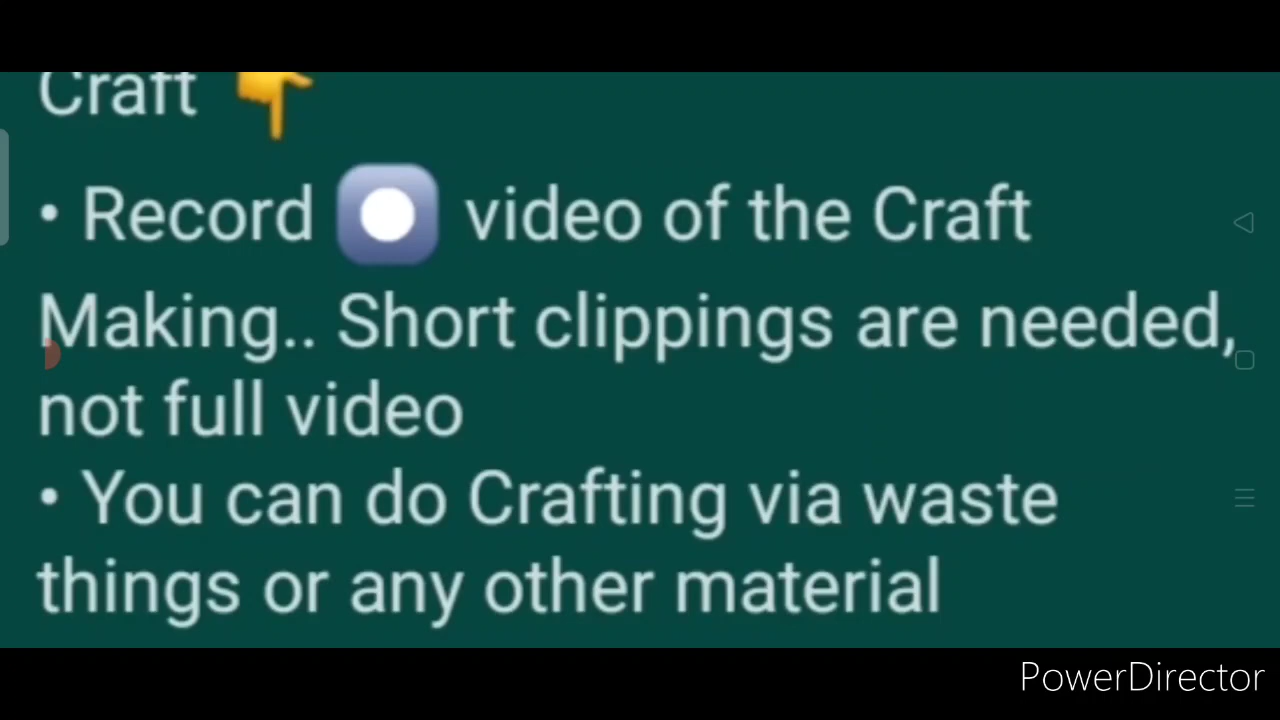 Craft 👇
• Record ⏺️ video of the Craft
Making.. Short clippings are needed,
not full video
• You can do Crafting via waste
things or any other material
PowerDirector